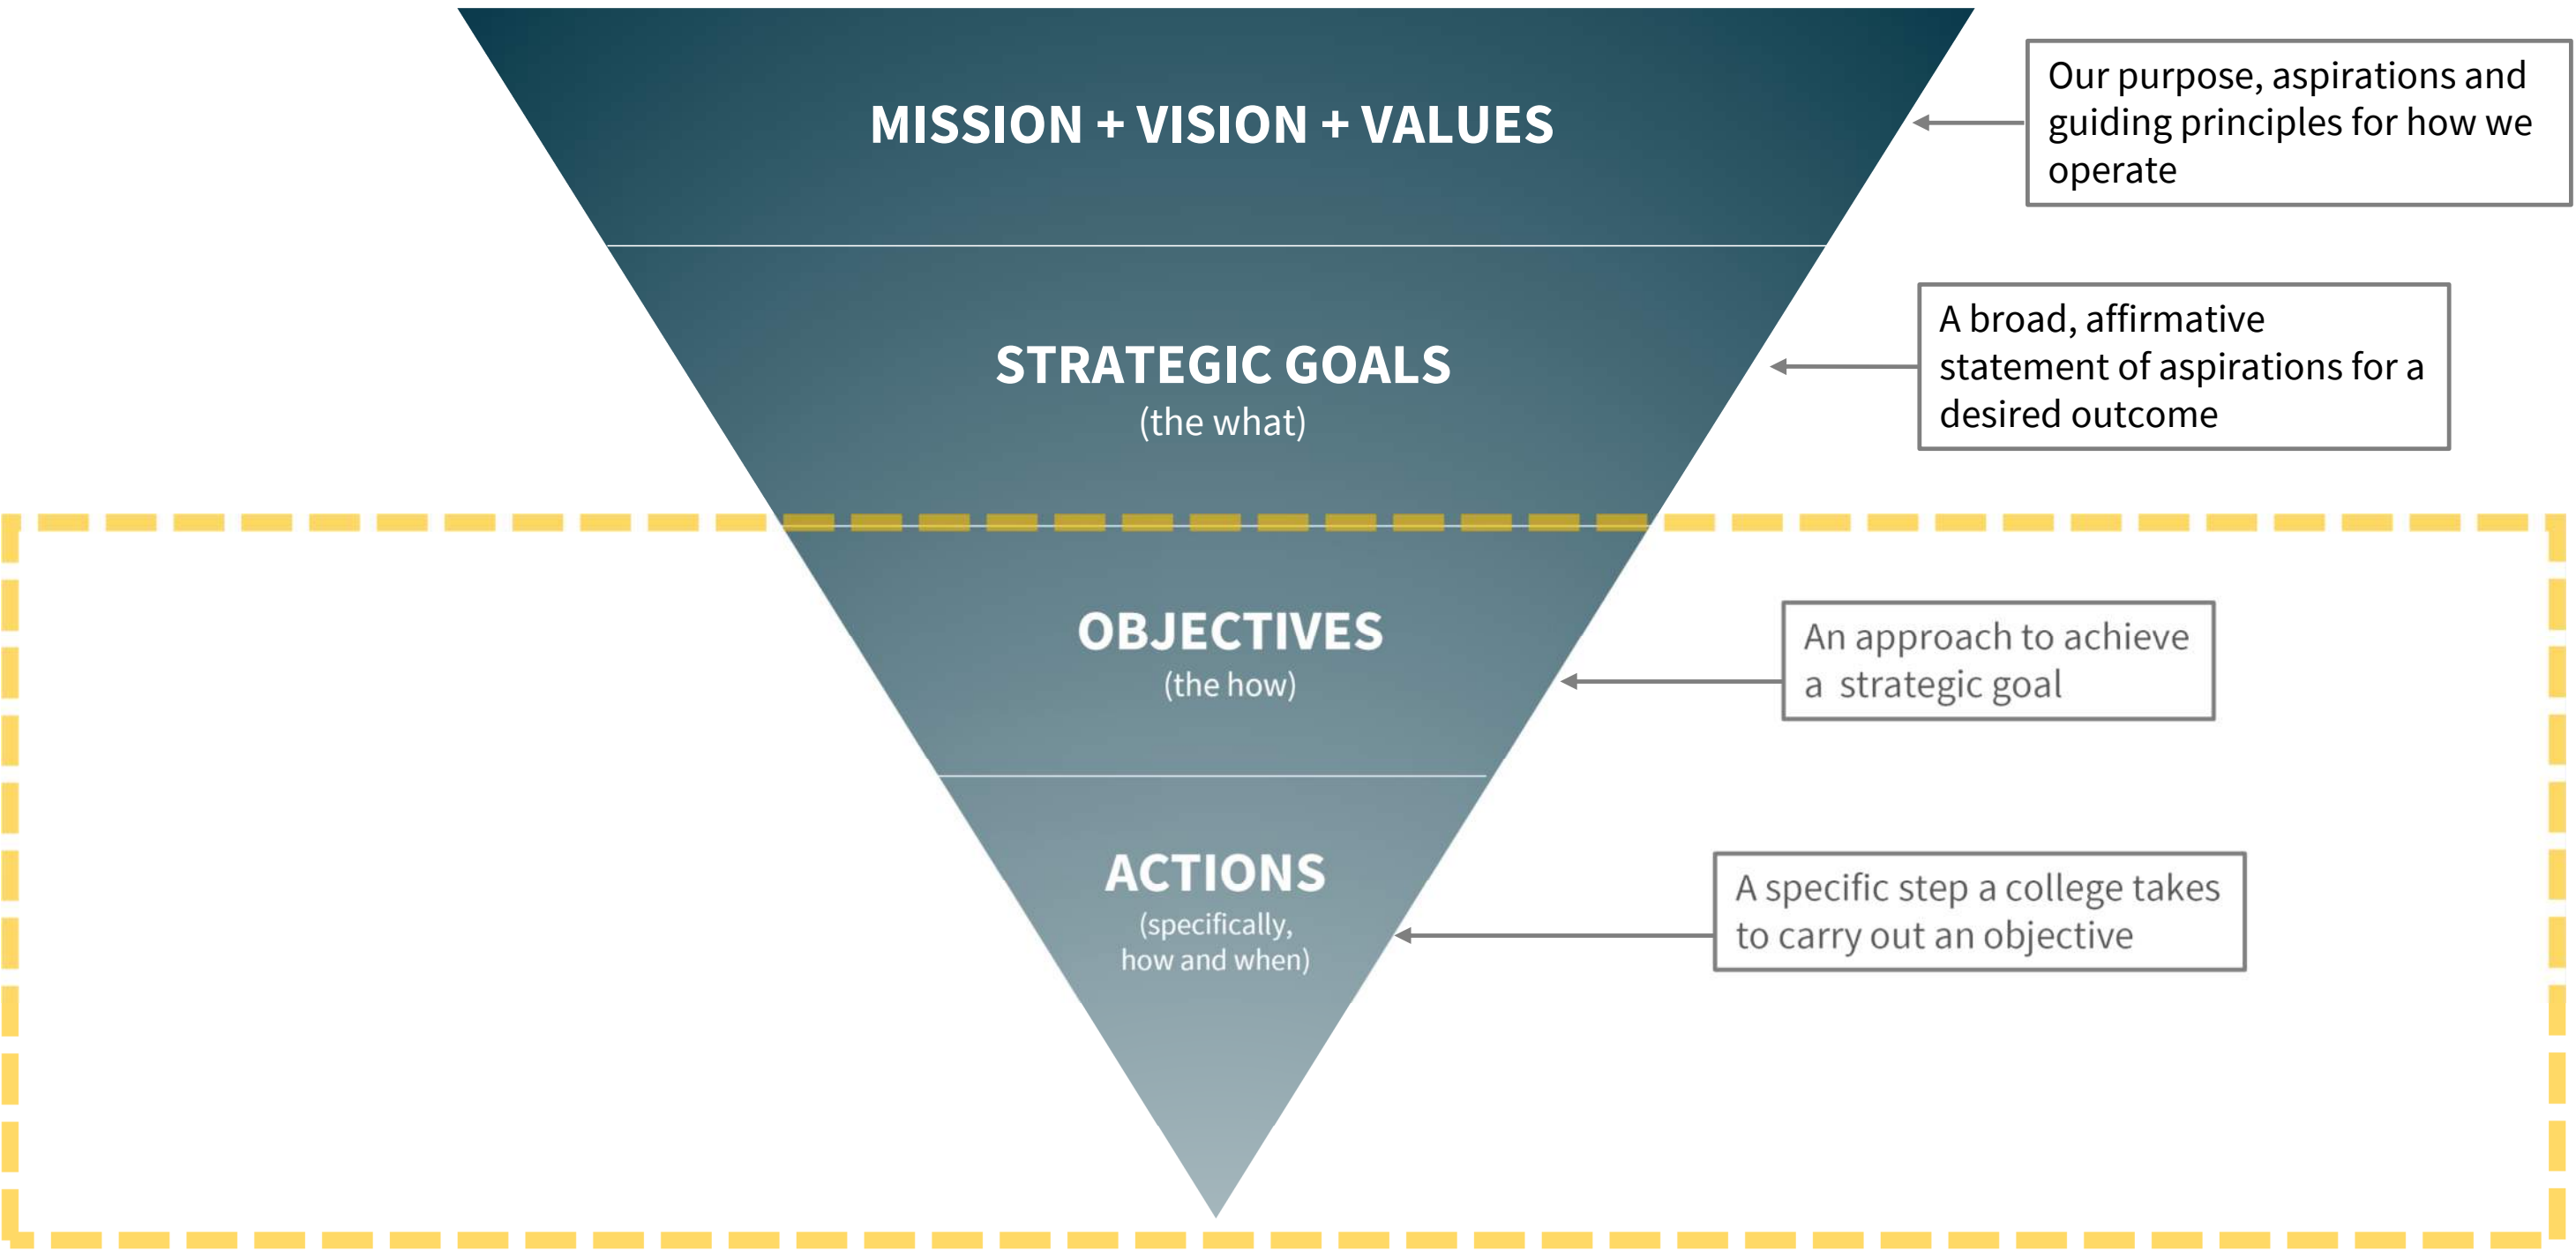 MISSION + VISION + VALUES
Our purpose, aspirations and
guiding principles for how we
operate
STRATEGIC GOALS
(the what)
A broad, affirmative
statement of aspirations for a
desired outcome
OBJECTIVES
(the how)
An approach to achieve
a strategic goal
ACTIONS
(specifically,
how and when)
A specific step a college takes
to carry out an objective